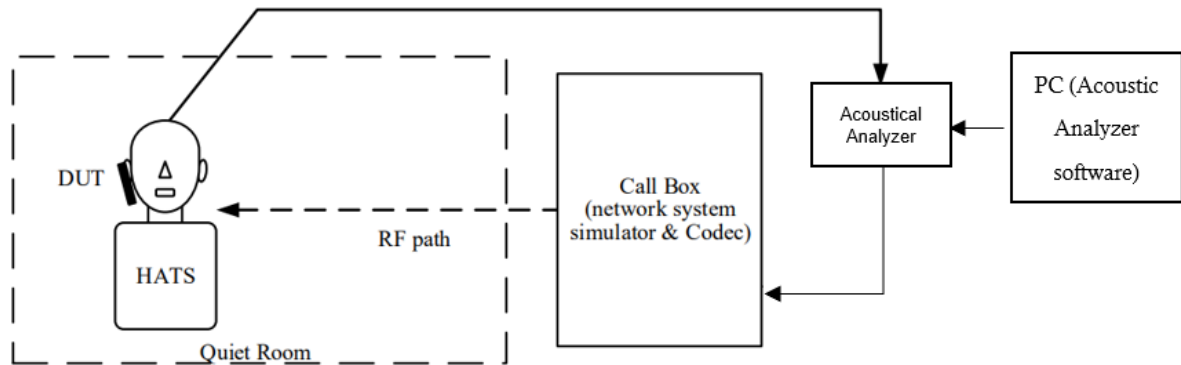 DUT
HATS
Quiet Room
RF path
Call Box
(network system
simulator & Codec)
Acoustical
Analyzer
PC (Acoustic
Analyzer
software)